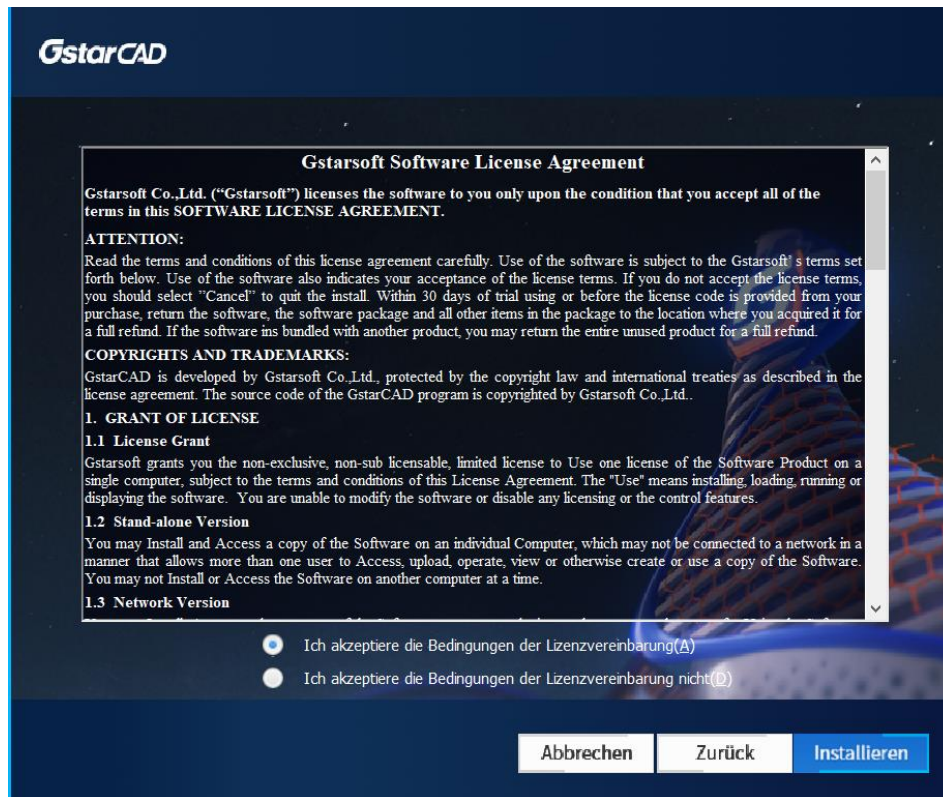 GstarCAD
Gstarsoft Software License Agreement
Gstarsoft Co.,Ltd. (“Gstarsoft”) licenses the software to you only upon the condition that you accept all of the
terms in this SOFTWARE LICENSE AGREEMENT.
ATTENTION:
Read the terms and conditions of this license agreement carefully. Use of the software is subject to the Gstarsoft’ s terms set
forth below. Use of the software also indicates your acceptance of the license terms. If you do not accept the license terms,
you should select ”Cancel” to quit the install. Within 30 days of trial using or before the license code is provided from your
purchase, return the software, the software package and all other items in the package to the location where you acquired it for
a full refund. If the software ins bundled with another product, you may return the entire unused product for a full refund.
COPYRIGHTS AND TRADEMARKS:
GstarCAD is developed by Gstarsoft Co.,Ltd., protected by the copyright law and international treaties as described in the
license agreement. The source code of the GstarCAD program is copyrighted by Gstarsoft Co.,Ltd..
1. GRANT OF LICENSE
1.1 License Grant
Gstarsoft grants you the non-exclusive, non-sub licensable, limited license to Use one license of the Software Product on a
single computer, subject to the terms and conditions of this License Agreement. The "Use" means installing, loading, running or
displaying the software. You are unable to modify the software or disable any licensing or the control features.
1.2 Stand-alone Version
You may Install and Access a copy of the Software on an individual Computer, which may not be connected to a network in a
manner that allows more than one user to Access, upload, operate, view or otherwise create or use a copy of the Software.
You may not Install or Access the Software on another computer at a time.
1.3 Network Version
Ich akzeptiere die Bedingungen der Lizenzvereinbarung(A)
Ich akzeptiere die Bedingungen der Lizenzvereinbarung nicht(D)
Abbrechen
Zurück
Installieren